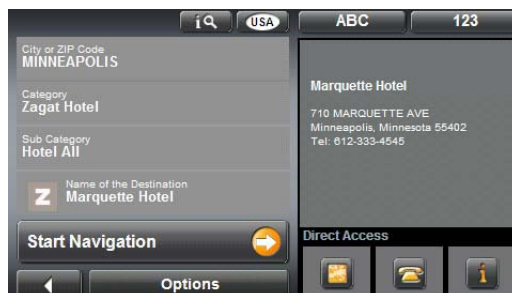 i
USA
ABC
123
City or ZIP Code
MINNEAPOLIS
Category
Zagat Hotel
Sub Category
Hotel All
Z
Name of the Destination
Marquette Hotel
Start Navigation
Options
Marquette Hotel
710 MARQUETTE AVE
Minneapolis, Minnesota 55402
Tel: 612-333-4545
Direct Access
i